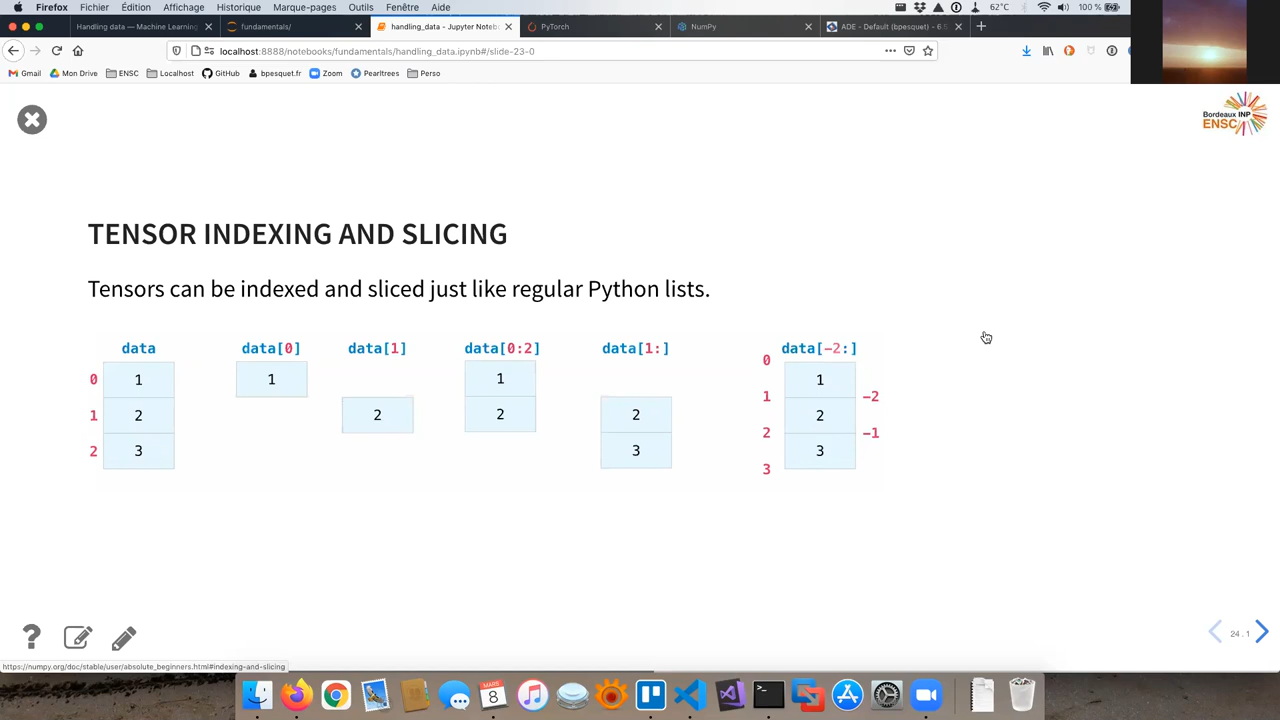 Firefox Fichier Édition Affichage Historique Marque-pages Outils Fenêtre Aide 62°C 100 %
Handling data — Machine Learning fundamentals/ handling_data - Jupyter Noteb PyTorch NumPy ADE - Default (bpesquet) - 6.5
localhost:8888/notebooks/fundamentals/handling_data.ipynb#/slide-23-0
Gmail Mon Drive ENSC Localhost GitHub bpesquet.fr Zoom Pearltrees Perso
Bordeaux INP
ENSC
TENSOR INDEXING AND SLICING
Tensors can be indexed and sliced just like regular Python lists.
data data[0] data[1] data[0:2] data[1:] data[-2:]
0
0 1 1 1 1
1 -2
1 2 2 2 2 2
2 -1
2 3 3 3
3
24.1
https://numpy.org/doc/stable/user/absolute_beginners.html#indexing-and-slicing
MARS
8